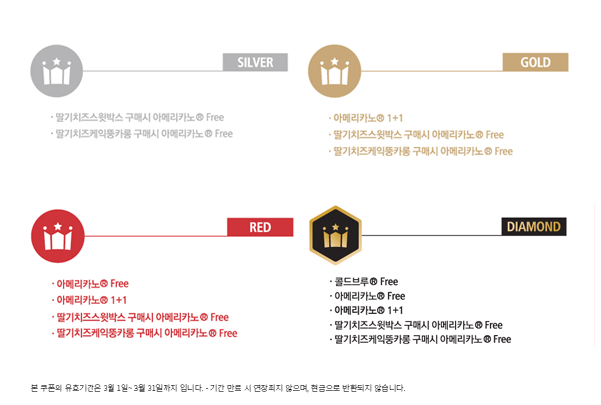 SILVER
· 딸기치즈스윗박스 구매시 아메리카노® Free
· 딸기치즈케익뚱카롱 구매시 아메리카노® Free
GOLD
· 아메리카노® 1+1
· 딸기치즈스윗박스 구매시 아메리카노® Free
· 딸기치즈케익뚱카롱 구매시 아메리카노® Free
RED
· 아메리카노® Free
· 아메리카노® 1+1
· 딸기치즈스윗박스 구매시 아메리카노® Free
· 딸기치즈케익뚱카롱 구매시 아메리카노® Free
DIAMOND
· 콜드브루® Free
· 아메리카노® Free
· 아메리카노® 1+1
· 딸기치즈스윗박스 구매시 아메리카노® Free
· 딸기치즈케익뚱카롱 구매시 아메리카노® Free
본 쿠폰의 유효기간은 3월 1일~ 3월 31일까지 입니다. - 기간 만료 시 연장되지 않으며, 현금으로 반환되지 않습니다.